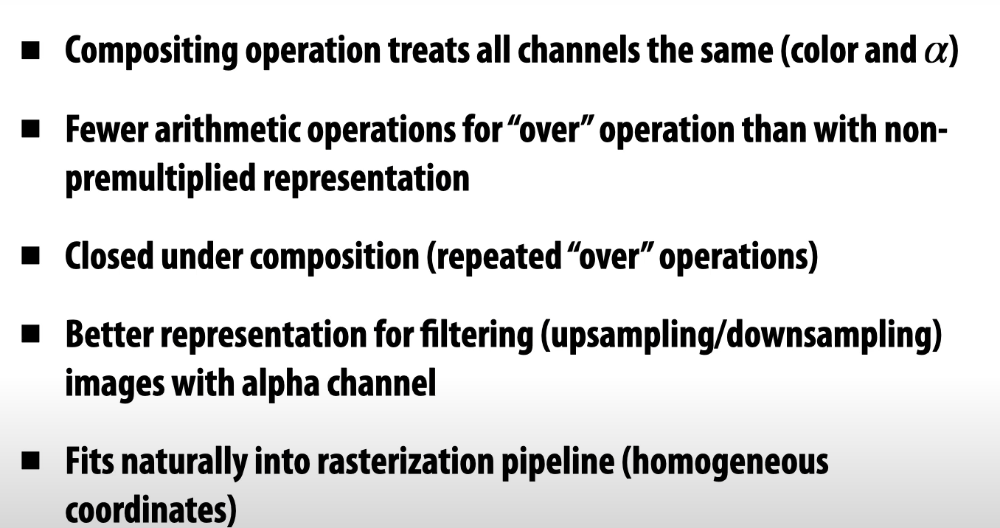 ■ Compositing operation treats all channels the same (color and α)
■ Fewer arithmetic operations for “over” operation than with non-
premultiplied representation
■ Closed under composition (repeated “over” operations)
■ Better representation for filtering (upsampling/downsampling)
images with alpha channel
■ Fits naturally into rasterization pipeline (homogeneous
coordinates)